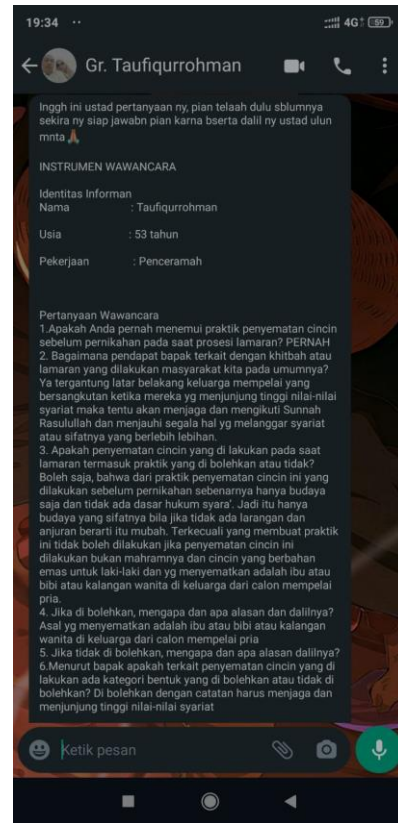 19:34 ··
4G+ 59
Gr. Taufiqurrohman
Inggh ini ustad pertanyaan ny, pian telaah dulu sblumnya
sekira ny siap jawabn pian karna bserta dalil ny ustad ulun
mnta 🙏🏽
INSTRUMEN WAWANCARA
Identitas Informan
Nama : Taufiqurrohman
Usia : 53 tahun
Pekerjaan : Penceramah
Pertanyaan Wawancara
1.Apakah Anda pernah menemui praktik penyematan cincin
sebelum pernikahan pada saat prosesi lamaran? PERNAH
2. Bagaimana pendapat bapak terkait dengan khitbah atau
lamaran yang dilakukan masyarakat kita pada umumnya?
Ya tergantung latar belakang keluarga mempelai yang
bersangkutan ketika mereka yg menjunjung tinggi nilai-nilai
syariat maka tentu akan menjaga dan mengikuti Sunnah
Rasulullah dan menjauhi segala hal yg melanggar syariat
atau sifatnya yang berlebih lebihan.
3. Apakah penyematan cincin yang di lakukan pada saat
lamaran termasuk praktik yang di bolehkan atau tidak?
Boleh saja, bahwa dari praktik penyematan cincin ini yang
dilakukan sebelum pernikahan sebenarnya hanya budaya
saja dan tidak ada dasar hukum syara'. Jadi itu hanya
budaya yang sifatnya bila jika tidak ada larangan dan
anjuran berarti itu mubah. Terkecuali yang membuat praktik
ini tidak boleh dilakukan jika penyematan cincin ini
dilakukan bukan mahramnya dan cincin yang berbahan
emas untuk laki-laki dan yg menyematkan adalah ibu atau
bibi atau kalangan wanita di keluarga dari calon mempelai
pria.
4. Jika di bolehkan, mengapa dan apa alasan dan dalilnya?
Asal yg menyematkan adalah ibu atau bibi atau kalangan
wanita di keluarga dari calon mempelai pria
5. Jika tidak di bolehkan, mengapa dan apa alasan dalilnya?
6.Menurut bapak apakah terkait penyematan cincin yang di
lakukan ada kategori bentuk yang di bolehkan atau tidak di
bolehkan? Di bolehkan dengan catatan harus menjaga dan
menjunjung tinggi nilai-nilai syariat
Ketik pesan